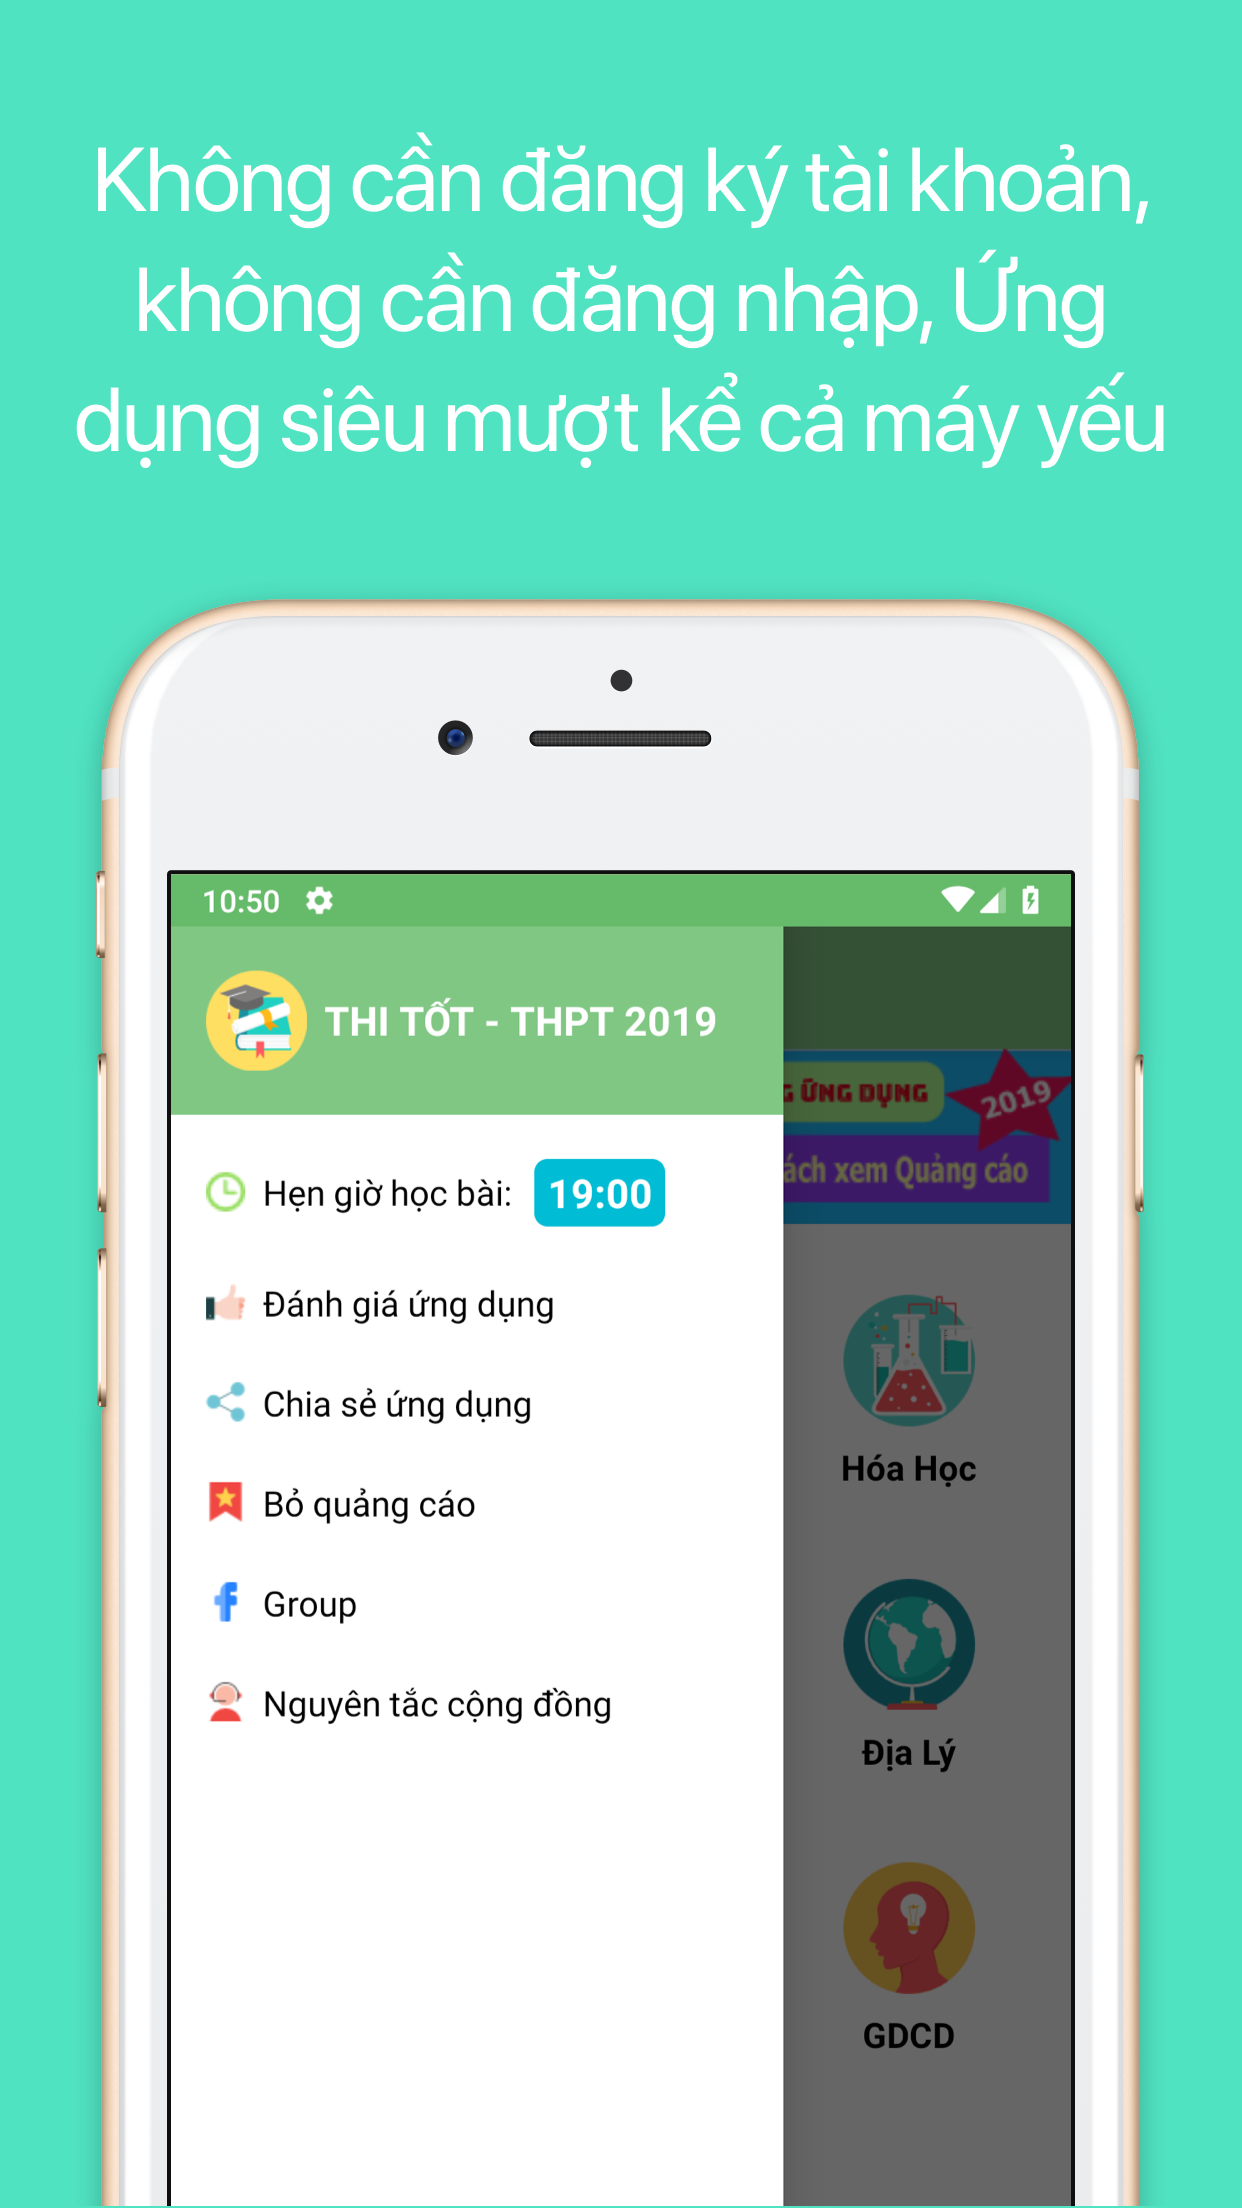 Không cần đăng ký tài khoản,
không cần đăng nhập, Ứng
dụng siêu mượt kể cả máy yếu
10:50
THI TỐT - THPT 2019
ỨNG DỤNG
2019
xem Quảng cáo
Hẹn giờ học bài: 19:00
Đánh giá ứng dụng
Chia sẻ ứng dụng
Bỏ quảng cáo
Group
Nguyên tắc cộng đồng
Hóa Học
Địa Lý
GDCD